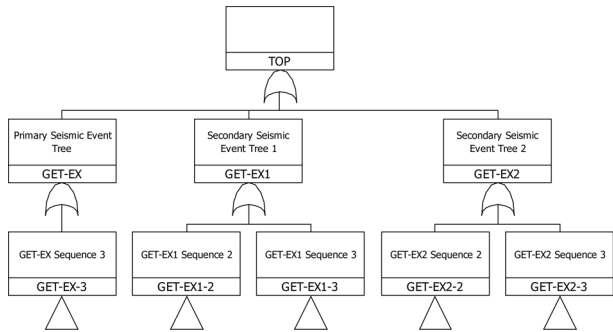 TOP
Primary Seismic Event
Tree
GET-EX
Secondary Seismic
Event Tree 1
GET-EX1
Secondary Seismic
Event Tree 2
GET-EX2
GET-EX Sequence 3
GET-EX-3
GET-EX1 Sequence 2
GET-EX1-2
GET-EX1 Sequence 3
GET-EX1-3
GET-EX2 Sequence 2
GET-EX2-2
GET-EX2 Sequence 3
GET-EX2-3